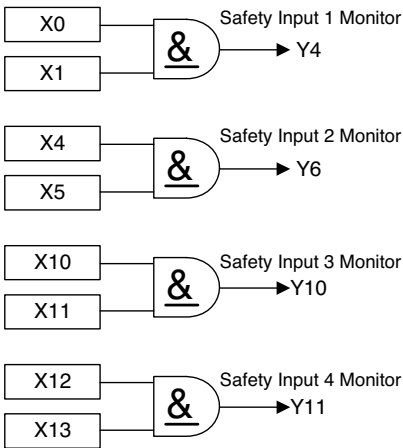 X0
Safety Input 1 Monitor
&
Y4
X1
X4
Safety Input 2 Monitor
&
Y6
X5
X10
Safety Input 3 Monitor
&
Y10
X11
X12
Safety Input 4 Monitor
&
Y11
X13